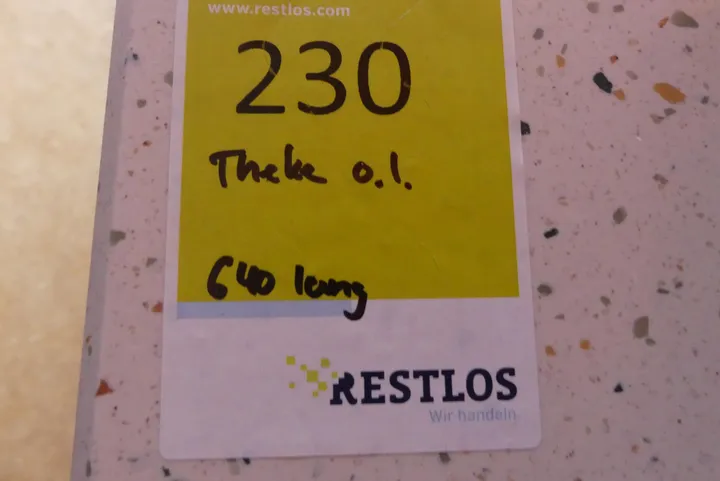 www.restlos.com
230
Theke o.l.
640 lang
RESTLOS
Wir handeln